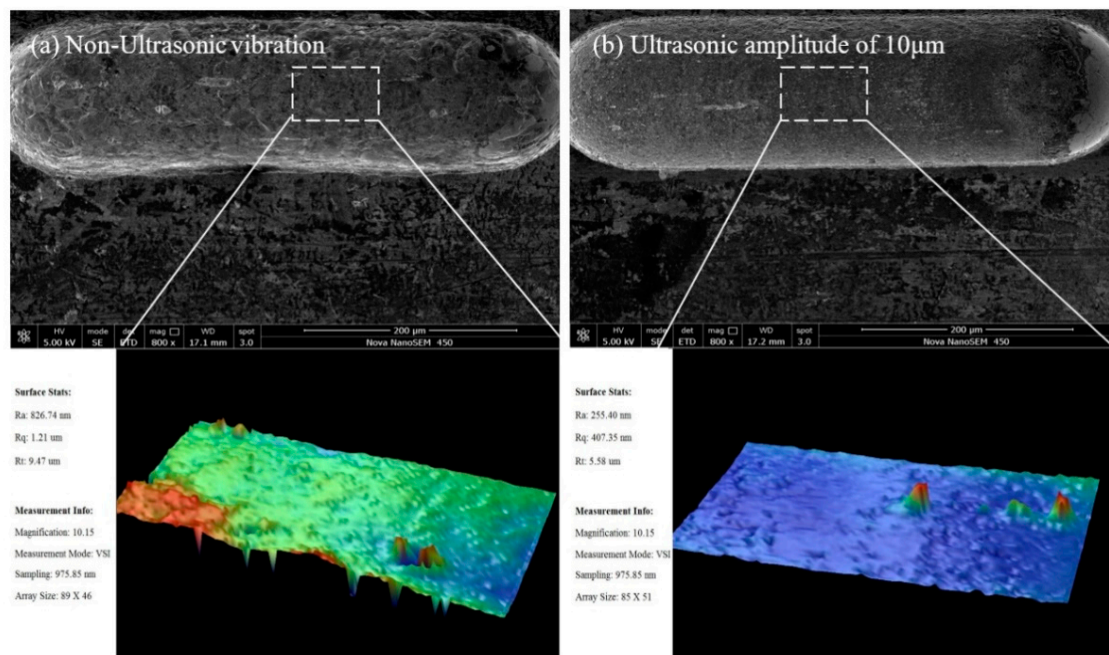 (a) Non-Ultrasonic vibration
HV mode det mag WD spot 200 µm
5.00 kV SE ETD 800 x 17.1 mm 3.0 Nova NanoSEM 450
Surface Stats:
Ra: 826.74 nm
Rq: 1.21 um
Rt: 9.47 um
Measurement Info:
Magnification: 10.15
Measurement Mode: VSI
Sampling: 975.85 nm
Array Size: 89 X 46
(b) Ultrasonic amplitude of 10µm
HV mode det mag WD spot 200 µm
5.00 kV SE ETD 800 x 17.2 mm 3.0 Nova NanoSEM 450
Surface Stats:
Ra: 255.40 nm
Rq: 407.35 nm
Rt: 5.58 um
Measurement Info:
Magnification: 10.15
Measurement Mode: VSI
Sampling: 975.85 nm
Array Size: 85 X 51